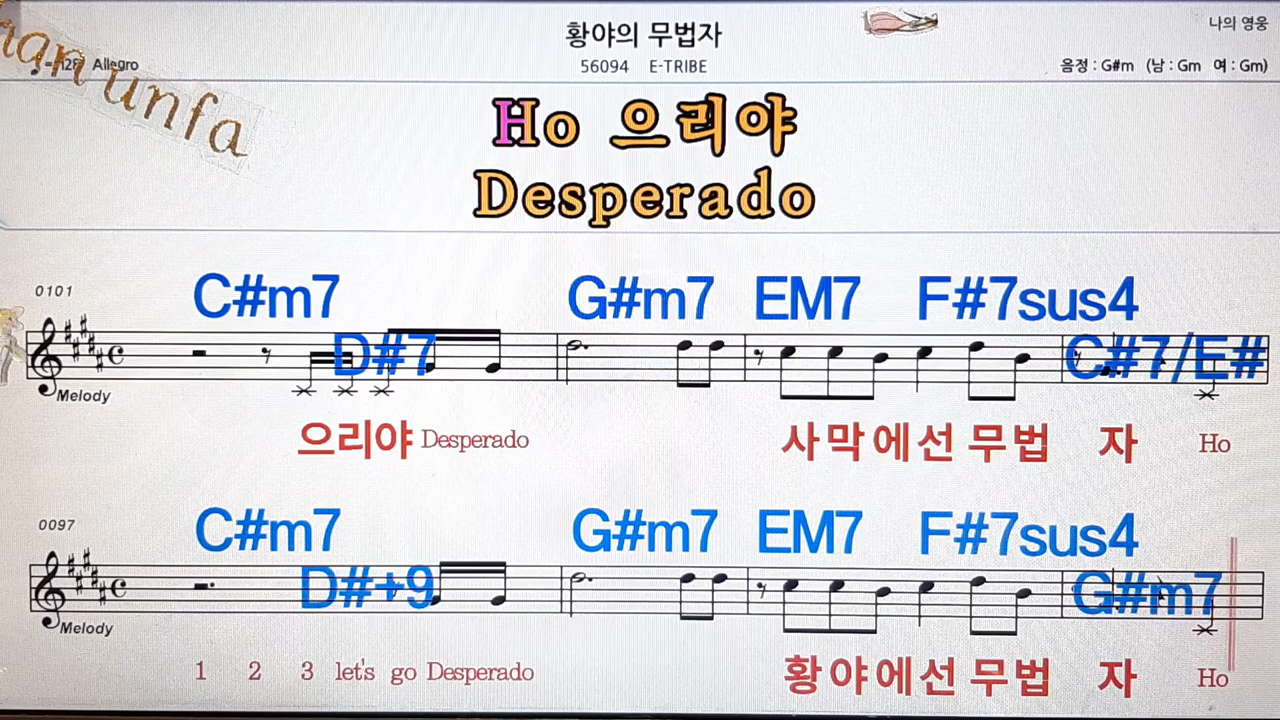 황야의 무법자
나의 영웅
56094 E-TRIBE
음정 : G#m (남 : Gm 여 : Gm)
Allegro
unfa
Ho 으리야
Desperado
0101
C#m7 G#m7 EM7 F#7sus4
D#7 C#7/E#
Melody
으리야 Desperado 사막에선 무법 자 Ho
0097
C#m7 G#m7 EM7 F#7sus4
D#+9 G#m7
Melody
1 2 3 let's go Desperado 황야에선 무법 자 Ho